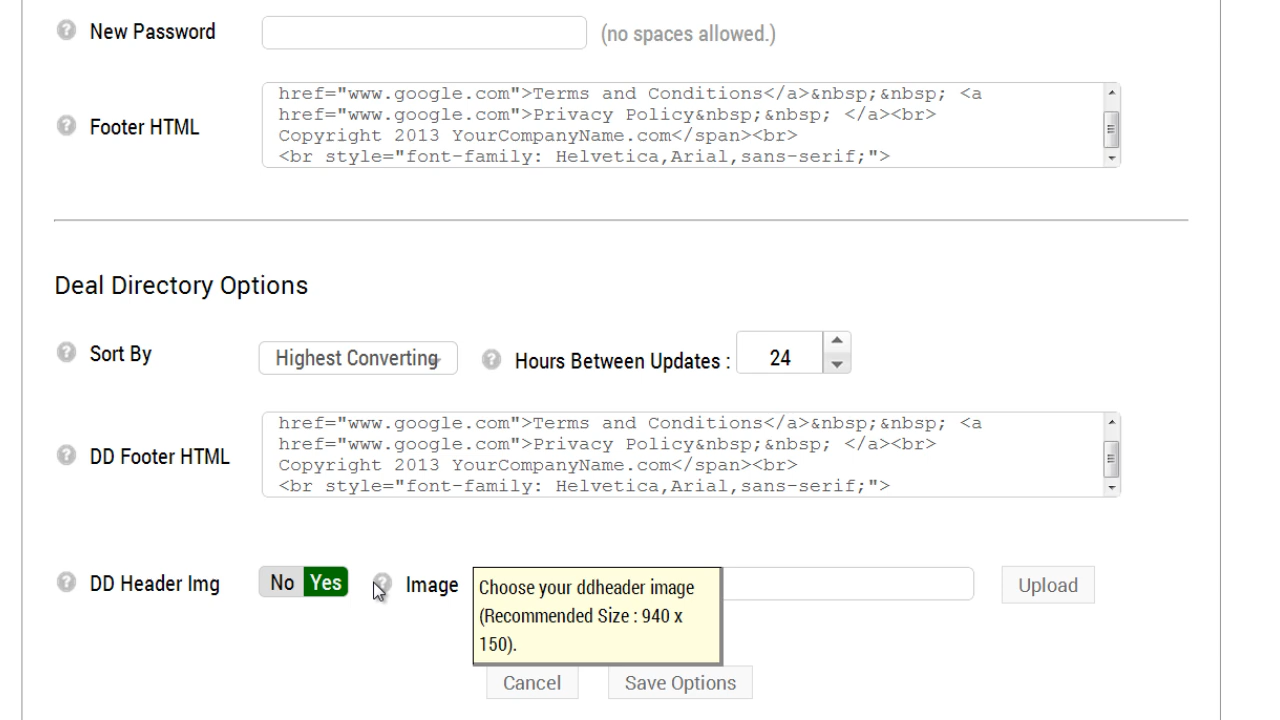 New Password (no spaces allowed.)
href="www.google.com">Terms and Conditions</a>&nbsp;&nbsp; <a
href="www.google.com">Privacy Policy&nbsp;&nbsp; </a><br>
Footer HTML
Copyright 2013 YourCompanyName.com</span><br>
<br style="font-family: Helvetica,Arial,sans-serif;">
Deal Directory Options
Sort By Highest Converting Hours Between Updates : 24
href="www.google.com">Terms and Conditions</a>&nbsp;&nbsp; <a
href="www.google.com">Privacy Policy&nbsp;&nbsp; </a><br>
DD Footer HTML
Copyright 2013 YourCompanyName.com</span><br>
<br style="font-family: Helvetica,Arial,sans-serif;">
DD Header Img No Yes Image Upload
Choose your ddheader image
(Recommended Size : 940 x
150).
Cancel Save Options